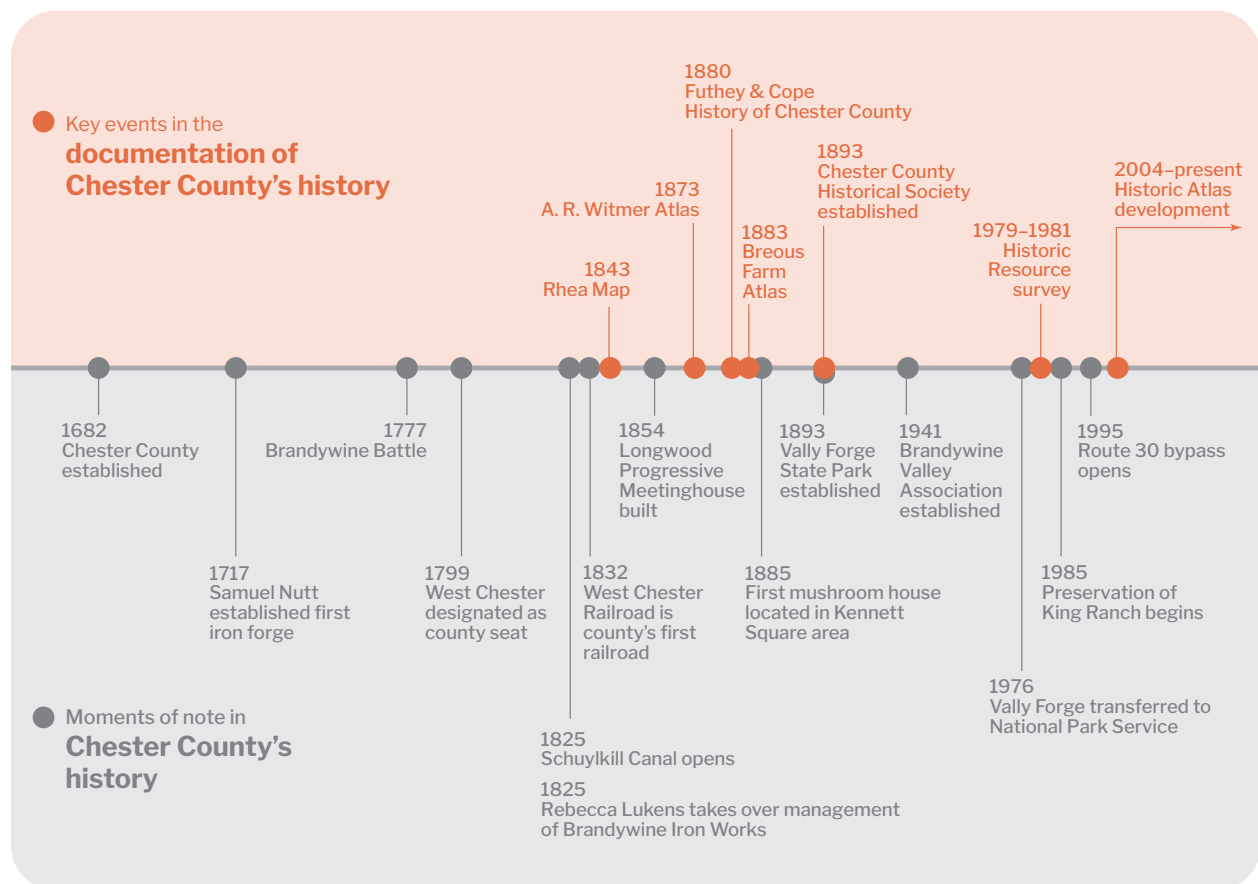 Key events in the
documentation of
Chester County's history
1843
Rhea Map
1873
A. R. Witmer Atlas
1880
Futhey & Cope
History of Chester County
1883
Breous
Farm
Atlas
1893
Chester County
Historical Society
established
1979–1981
Historic
Resource
survey
2004–present
Historic Atlas
development
1682
Chester County
established
1717
Samuel Nutt
established first
iron forge
1777
Brandywine Battle
1799
West Chester
designated as
county seat
1825
Schuylkill Canal opens
1825
Rebecca Lukens takes over management
of Brandywine Iron Works
1832
West Chester
Railroad is
county's first
railroad
1854
Longwood
Progressive
Meetinghouse
built
1885
First mushroom house
located in Kennett
Square area
1893
Vally Forge
State Park
established
1941
Brandywine
Valley
Association
established
1976
Vally Forge transferred to
National Park Service
1985
Preservation of
King Ranch begins
1995
Route 30 bypass
opens
Moments of note in
Chester County's
history